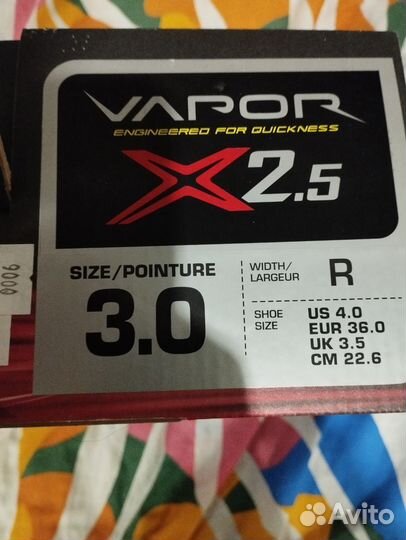 VAPOR
ENGINEERED FOR QUICKNESS
X2.5
SIZE/POINTURE
3.0
WIDTH/
LARGEUR
R
SHOE
SIZE
US 4.0
EUR 36.0
UK 3.5
CM 22.6
0006
Avito